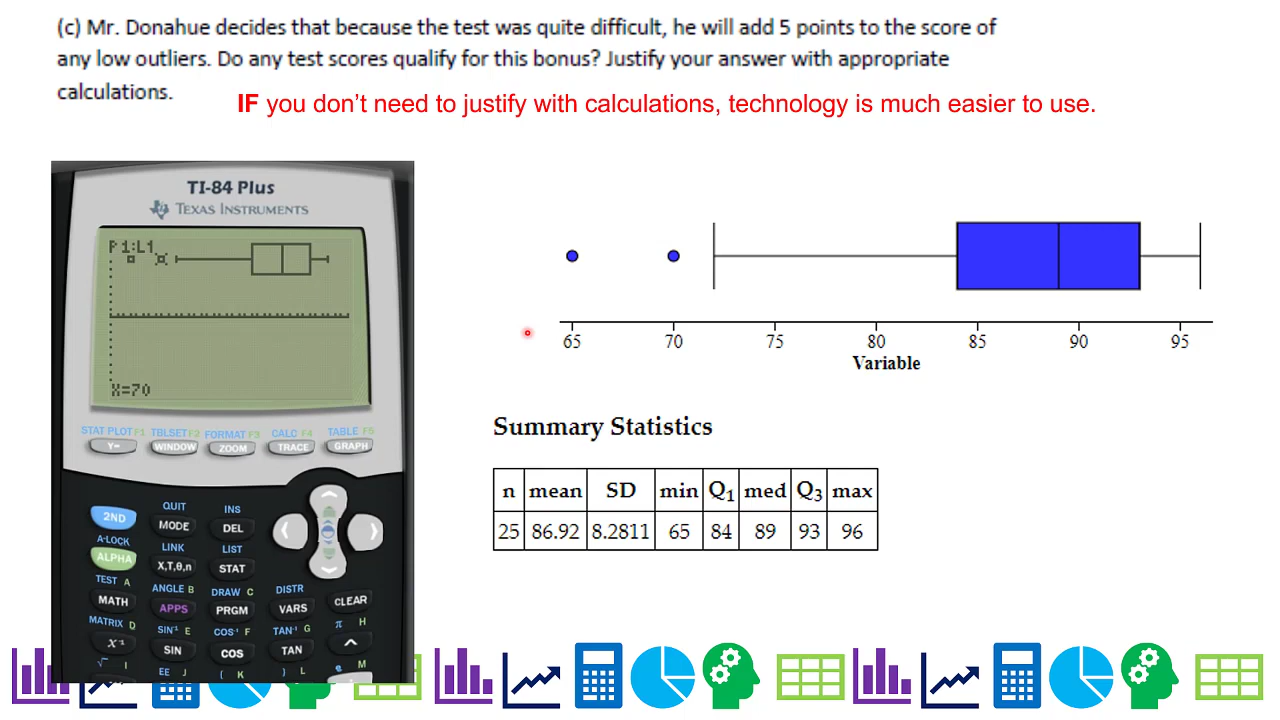 (c) Mr. Donahue decides that because the test was quite difficult, he will add 5 points to the score of
any low outliers. Do any test scores qualify for this bonus? Justify your answer with appropriate
calculations.
IF you don't need to justify with calculations, technology is much easier to use.
TI-84 Plus
TEXAS INSTRUMENTS
P1:L1
X=70
STAT PLOT F1 TBLSET F2 FORMAT F3 CALC F4 TABLE F5
Y= WINDOW ZOOM TRACE GRAPH
QUIT INS
2ND MODE DEL
A-LOCK LINK LIST
ALPHA X,T,θ,n STAT
TEST A ANGLE B DRAW C DISTR
MATH APPS PRGM VARS CLEAR
MATRIX D SIN⁻¹ E COS⁻¹ F TAN⁻¹ G π H
X⁻¹ SIN COS TAN ^
√ I EE J { K } L e M
65 70 75 80 85 90 95
Variable
Summary Statistics
n mean SD min Q₁ med Q₃ max
25 86.92 8.2811 65 84 89 93 96